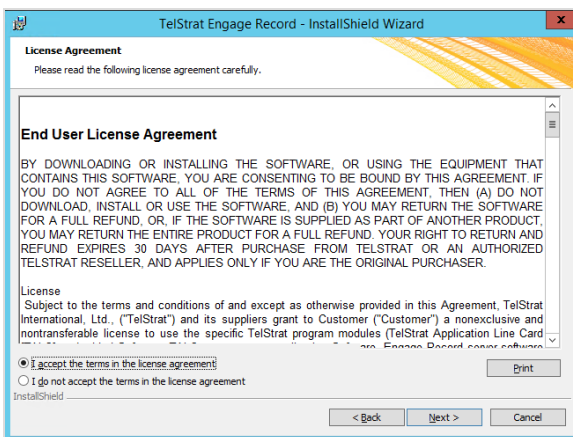 TelStrat Engage Record - InstallShield Wizard
x
License Agreement
Please read the following license agreement carefully.
End User License Agreement
BY DOWNLOADING OR INSTALLING THE SOFTWARE, OR USING THE EQUIPMENT THAT
CONTAINS THIS SOFTWARE, YOU ARE CONSENTING TO BE BOUND BY THIS AGREEMENT. IF
YOU DO NOT AGREE TO ALL OF THE TERMS OF THIS AGREEMENT, THEN (A) DO NOT
DOWNLOAD, INSTALL OR USE THE SOFTWARE, AND (B) YOU MAY RETURN THE SOFTWARE
FOR A FULL REFUND, OR, IF THE SOFTWARE IS SUPPLIED AS PART OF ANOTHER PRODUCT,
YOU MAY RETURN THE ENTIRE PRODUCT FOR A FULL REFUND. YOUR RIGHT TO RETURN AND
REFUND EXPIRES 30 DAYS AFTER PURCHASE FROM TELSTRAT OR AN AUTHORIZED
TELSTRAT RESELLER, AND APPLIES ONLY IF YOU ARE THE ORIGINAL PURCHASER.
License
Subject to the terms and conditions of and except as otherwise provided in this Agreement, TelStrat
International, Ltd., ("TelStrat") and its suppliers grant to Customer ("Customer") a nonexclusive and
nontransferable license to use the specific TelStrat program modules (TelStrat Application Line Card
Engage Record server software
I accept the terms in the license agreement
I do not accept the terms in the license agreement
Print
InstallShield
< Back
Next >
Cancel